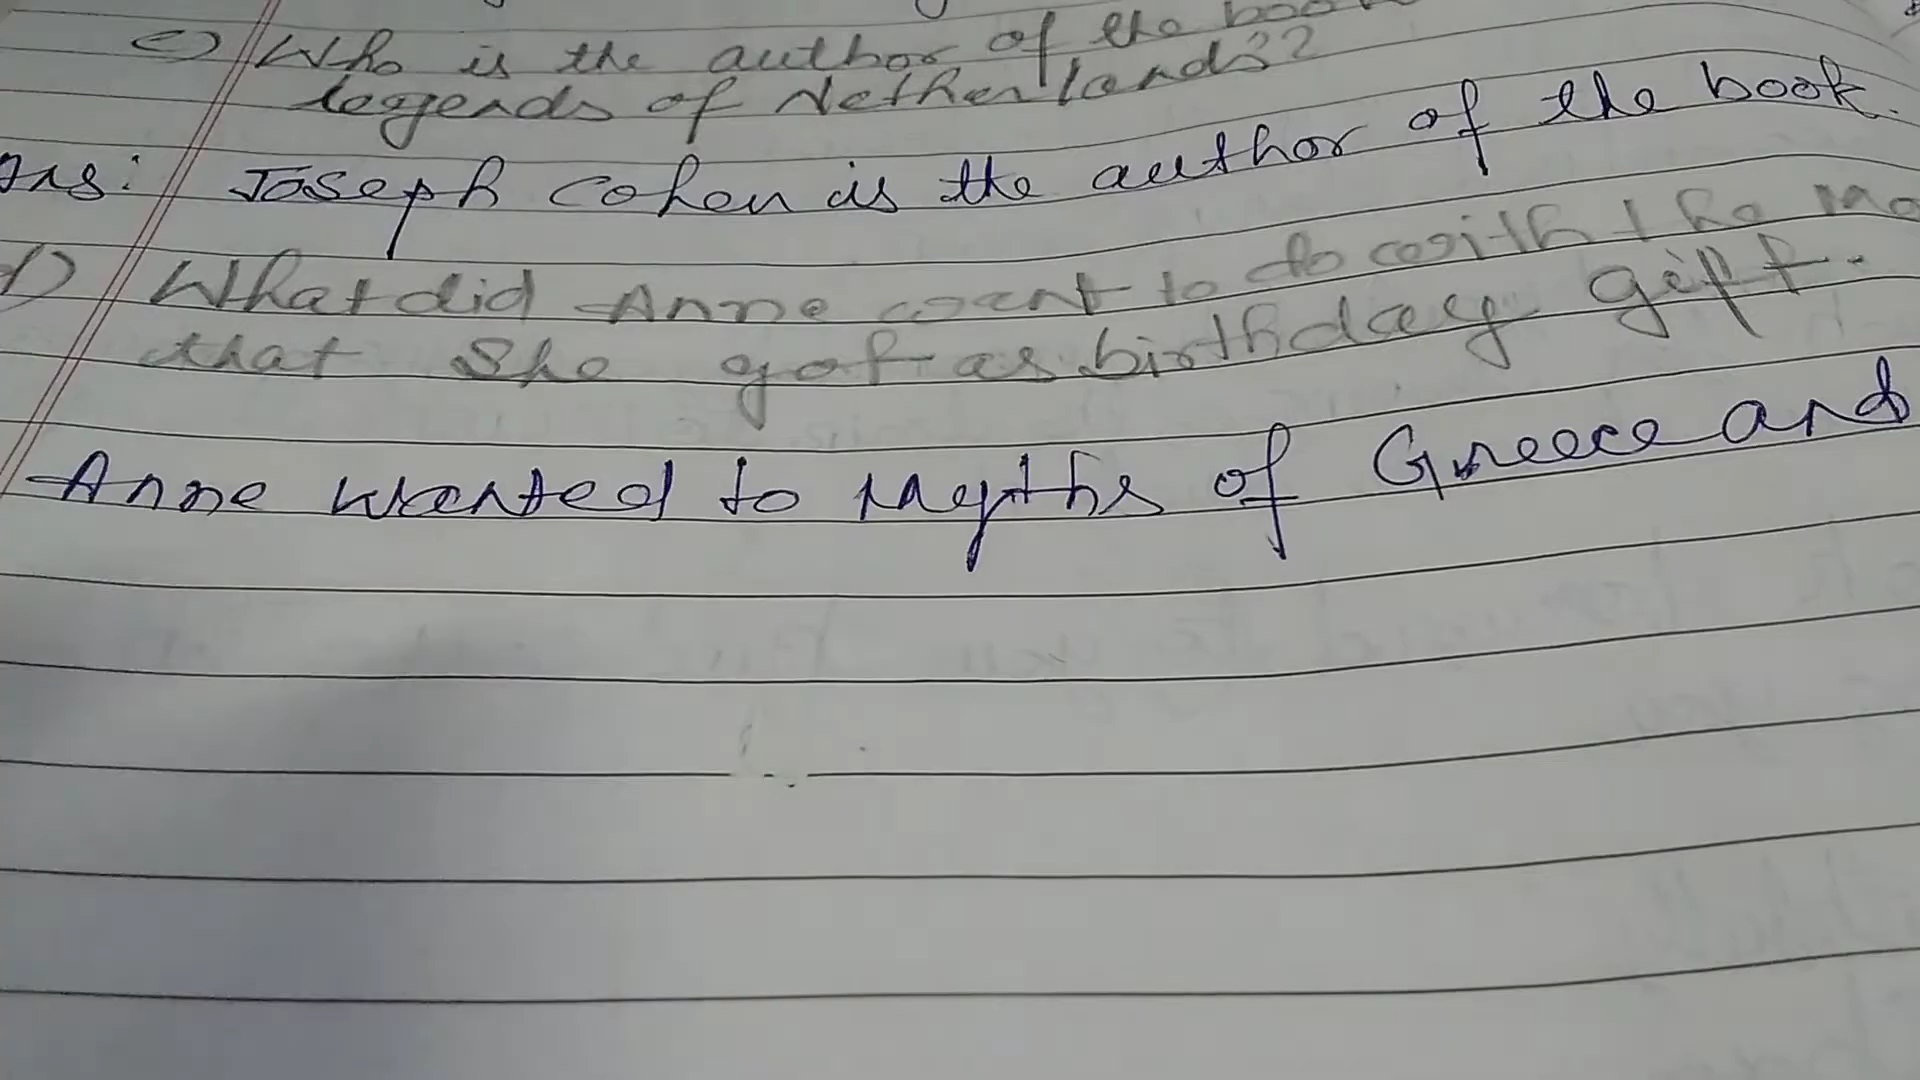 c) Who is the author of the book
legends of Netherlands??
Ans: Joseph Cohen is the author of the book.
d) What did Anne want to do with the
that she got as birthday gift.
Anne wanted to Myths of Greece and